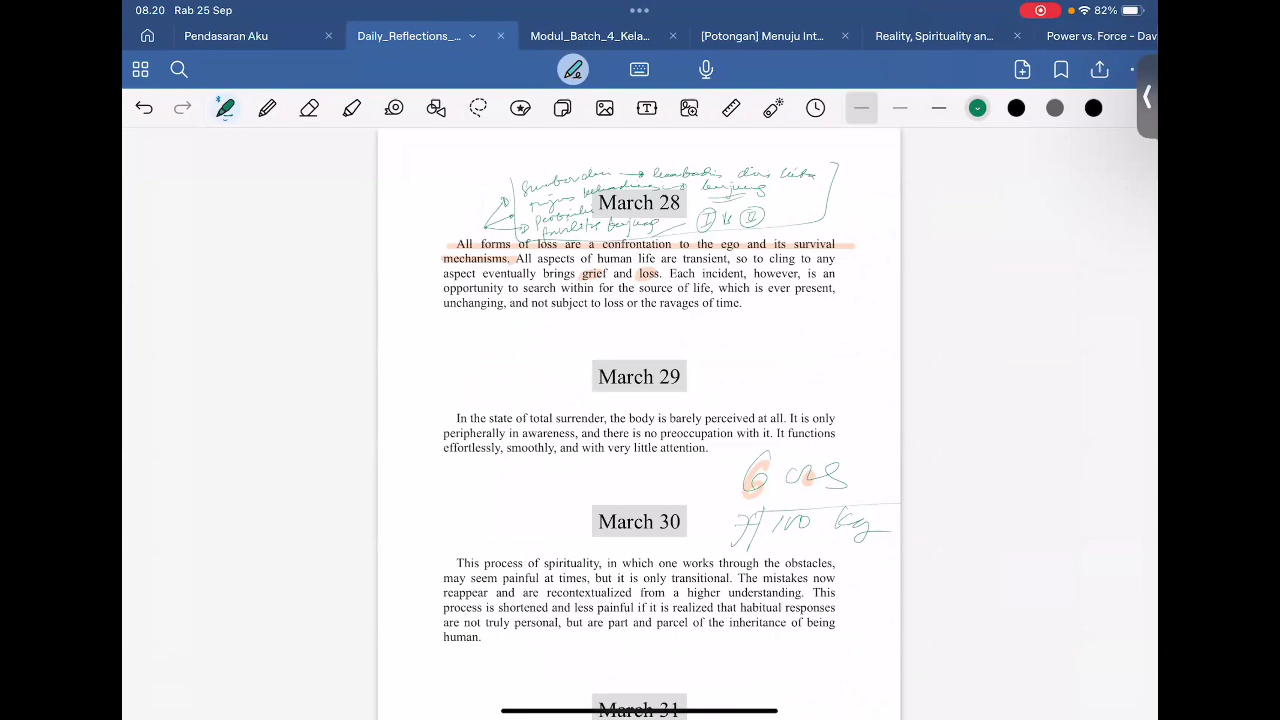 08.20 Rab 25 Sep
82%
Pendasaran Aku
Daily_Reflections_...
Modul_Batch_4_Kela...
[Potongan] Menuju Int...
Reality, Spirituality an...
Power vs. Force - Dav
March 28
I vs II
All forms of loss are a confrontation to the ego and its survival
mechanisms. All aspects of human life are transient, so to cling to any
aspect eventually brings grief and loss. Each incident, however, is an
opportunity to search within for the source of life, which is ever present,
unchanging, and not subject to loss or the ravages of time.
March 29
In the state of total surrender, the body is barely perceived at all. It is only
peripherally in awareness, and there is no preoccupation with it. It functions
effortlessly, smoothly, and with very little attention.
6
March 30
100 kg
This process of spirituality, in which one works through the obstacles,
may seem painful at times, but it is only transitional. The mistakes now
reappear and are recontextualized from a higher understanding. This
process is shortened and less painful if it is realized that habitual responses
are not truly personal, but are part and parcel of the inheritance of being
human.
March 31